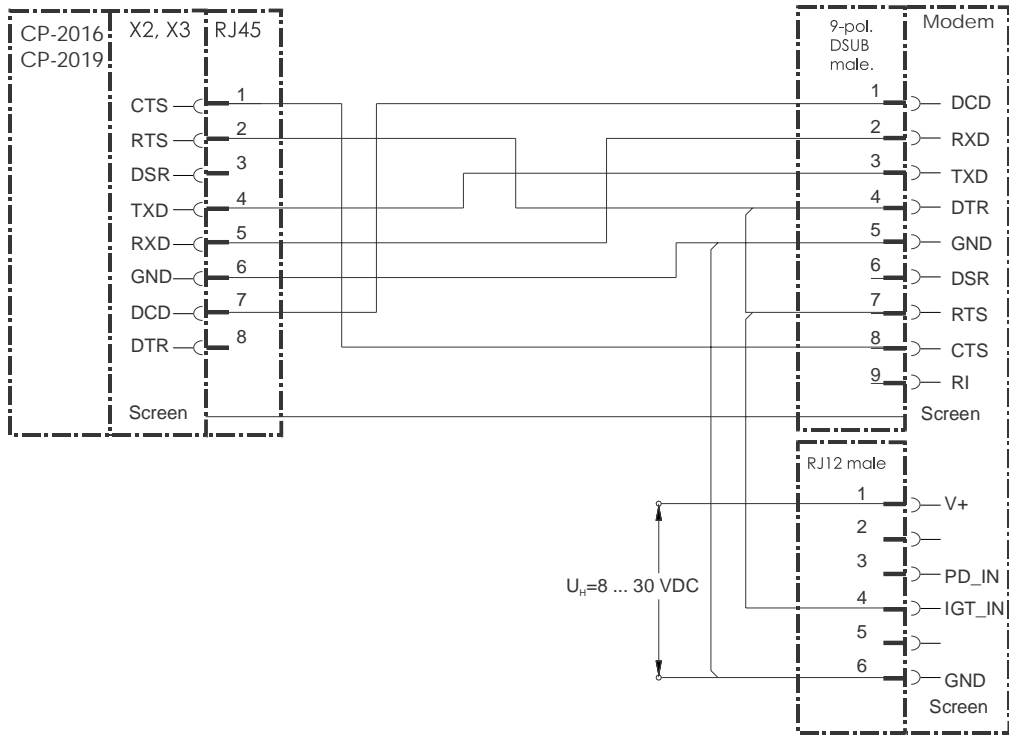 CP-2016
CP-2019
X2, X3
RJ45
CTS
1
RTS
2
DSR
3
TXD
4
RXD
5
GND
6
DCD
7
DTR
8
Screen
9-pol.
DSUB
male.
Modem
1
DCD
2
RXD
3
TXD
4
DTR
5
GND
6
DSR
7
RTS
8
CTS
9
RI
Screen
RJ12 male
1
V+
2
3
PD_IN
4
IGT_IN
5
6
GND
Screen
UH=8 ... 30 VDC